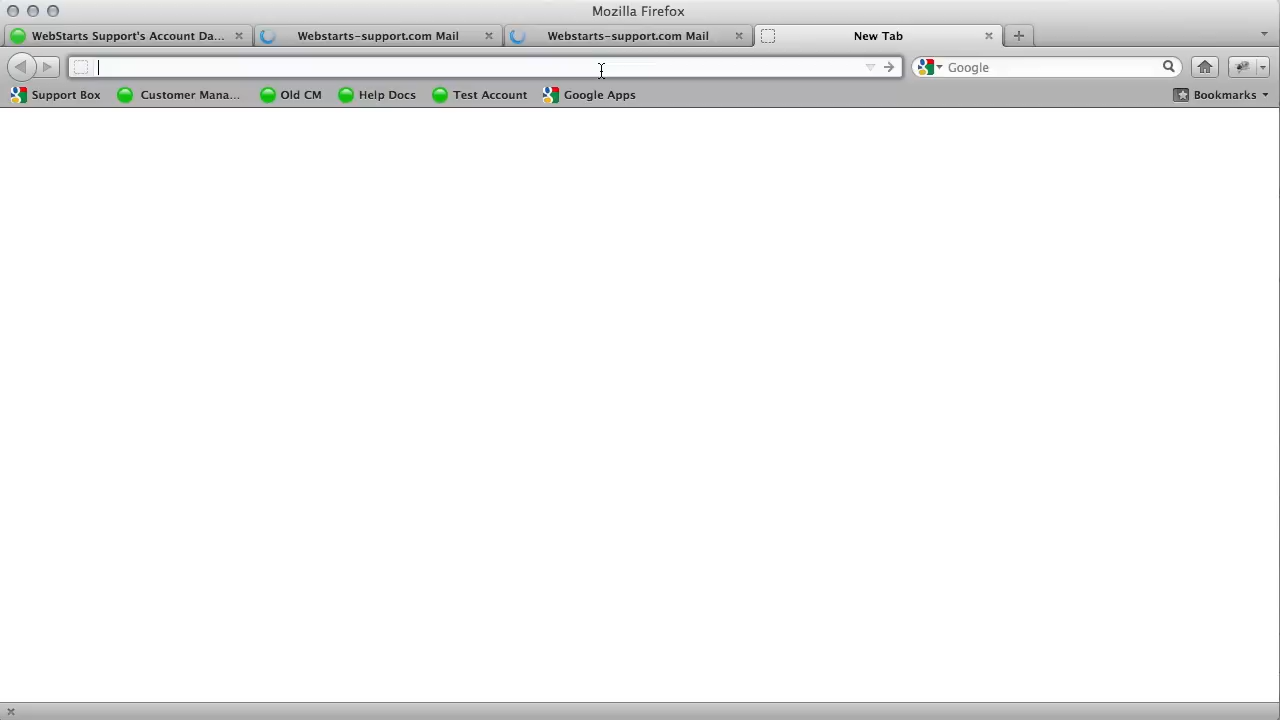 Mozilla Firefox
WebStarts Support's Account Da...
Webstarts-support.com Mail
Webstarts-support.com Mail
New Tab
Google
Support Box
Customer Mana...
Old CM
Help Docs
Test Account
Google Apps
Bookmarks